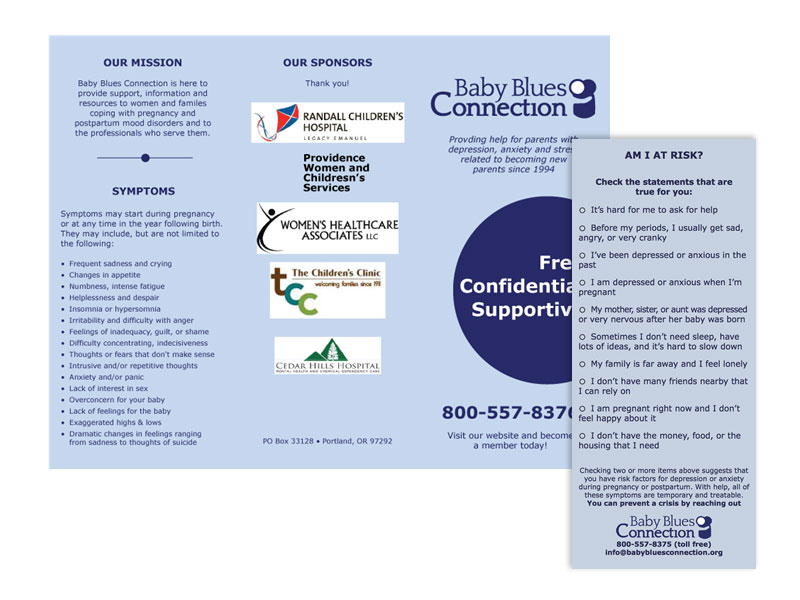 OUR MISSION
Baby Blues Connection is here to
provide support, information and
resources to women and familes
coping with pregnancy and
postpartum mood disorders and to
the professionals who serve them.
SYMPTOMS
Symptoms may start during pregnancy
or at any time in the year following birth.
They may include, but are not limited to
the following:
• Frequent sadness and crying
• Changes in appetite
• Numbness, intense fatigue
• Helplessness and despair
• Insomnia or hypersomnia
• Irritability and difficulty with anger
• Feelings of inadequacy, guilt, or shame
• Difficulty concentrating, indecisiveness
• Thoughts or fears that don't make sense
• Intrusive and/or repetitive thoughts
• Anxiety and/or panic
• Lack of interest in sex
• Overconcern for your baby
• Lack of feelings for the baby
• Exaggerated highs & lows
• Dramatic changes in feelings ranging
from sadness to thoughts of suicide
OUR SPONSORS
Thank you!
RANDALL CHILDREN'S
HOSPITAL
LEGACY EMANUEL
Providence
Women and
Childresn's
Services
WOMEN'S HEALTHCARE
ASSOCIATES LLC
The Children's Clinic
welcoming families since 1911
tcc
CEDAR HILLS HOSPITAL
MENTAL HEALTH AND CHEMICAL DEPENDENCY CARE
PO Box 33128 • Portland, OR 97292
Baby Blues
Connection
Provding help for parents with
depression, anxiety and stres
related to becoming new
parents since 1994
Fre
Confidentia
Supportiv
800-557-837
Visit our website and become
a member today!
AM I AT RISK?
Check the statements that are
true for you:
○ It's hard for me to ask for help
○ Before my periods, I usually get sad,
angry, or very cranky
○ I've been depressed or anxious in the
past
○ I am depressed or anxious when I'm
pregnant
○ My mother, sister, or aunt was depressed
or very nervous after her baby was born
○ Sometimes I don't need sleep, have
lots of ideas, and it's hard to slow down
○ My family is far away and I feel lonely
○ I don't have many friends nearby that
I can rely on
○ I am pregnant right now and I don't
feel happy about it
○ I don't have the money, food, or the
housing that I need
Checking two or more items above suggests that
you have risk factors for depression or anxiety
during pregnancy or postpartum. With help, all of
these symptoms are temporary and treatable.
You can prevent a crisis by reaching out
Baby Blues
Connection
800-557-8375 (toll free)
info@babybluesconnection.org